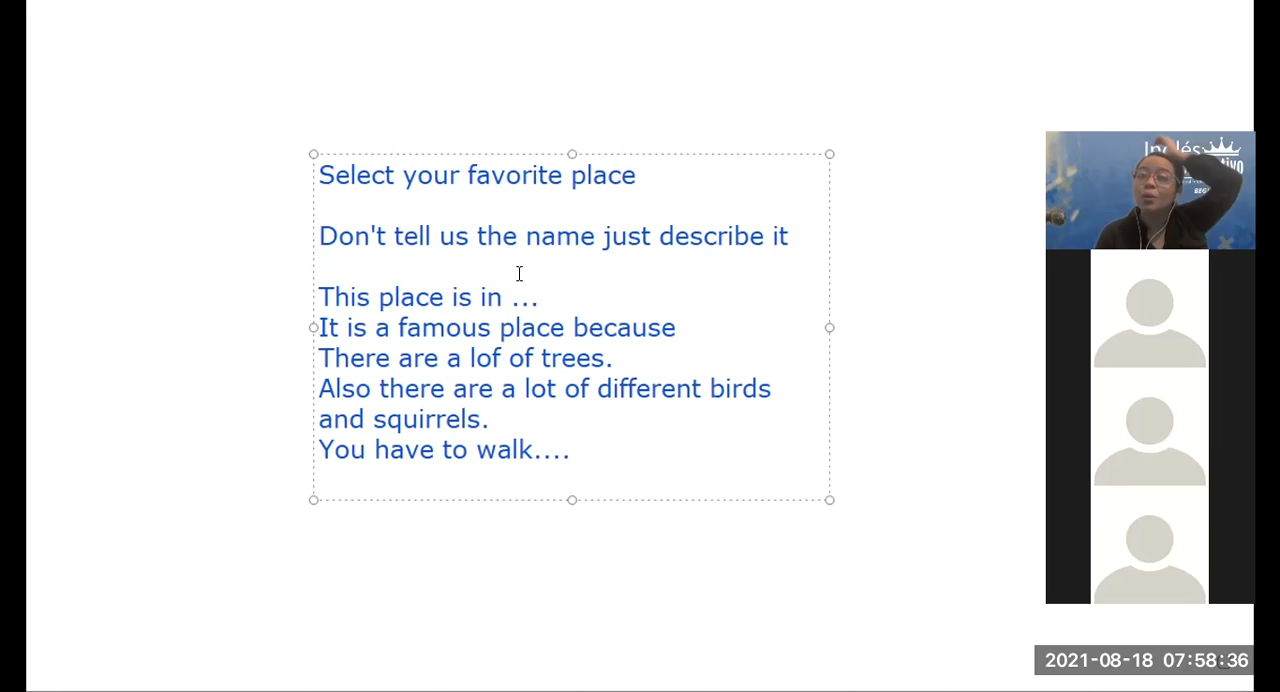 Select your favorite place
Don't tell us the name just describe it
This place is in ...
It is a famous place because
There are a lof of trees.
Also there are a lot of different birds
and squirrels.
You have to walk....
2021-08-18 07:58:36